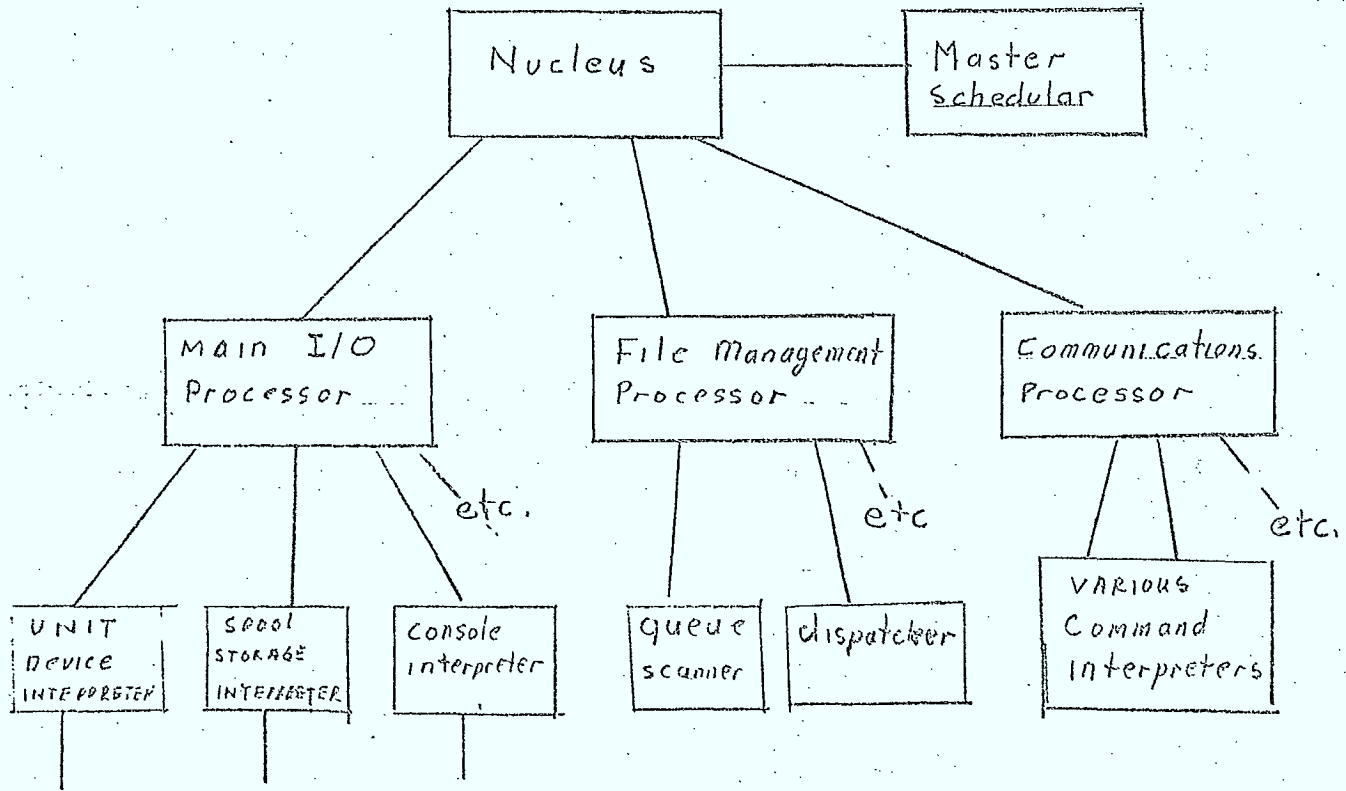 Nucleus
Master
Schedular
Main I/O
Processor
File Management
Processor
Communications
Processor
etc.
etc
etc.
UNIT
Device
INTERPRETER
Spool
STORAGE
INTERPRETER
Console
interpreter
queue
scanner
dispatcher
VARIOUS
Command
Interpreters